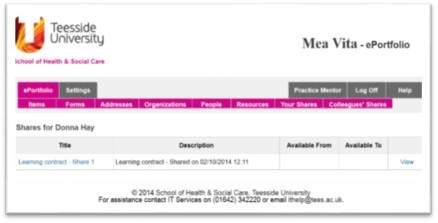 Teesside
University
School of Health & Social Care
Mea Vita - ePortfolio
ePortfolio Settings Practice Mentor Log Off Help
Items Forms Addresses Organizations People Resources Your Shares Colleagues' Shares
Shares for Donna Hay
Title Description Available From Available To
Learning contract - Share 1 Learning contract - Shared on 02/10/2014 12:11 View
© 2014 School of Health & Social Care, Teesside University
For assistance contact IT Services on (01642) 342220 or email ithelp@tees.ac.uk.